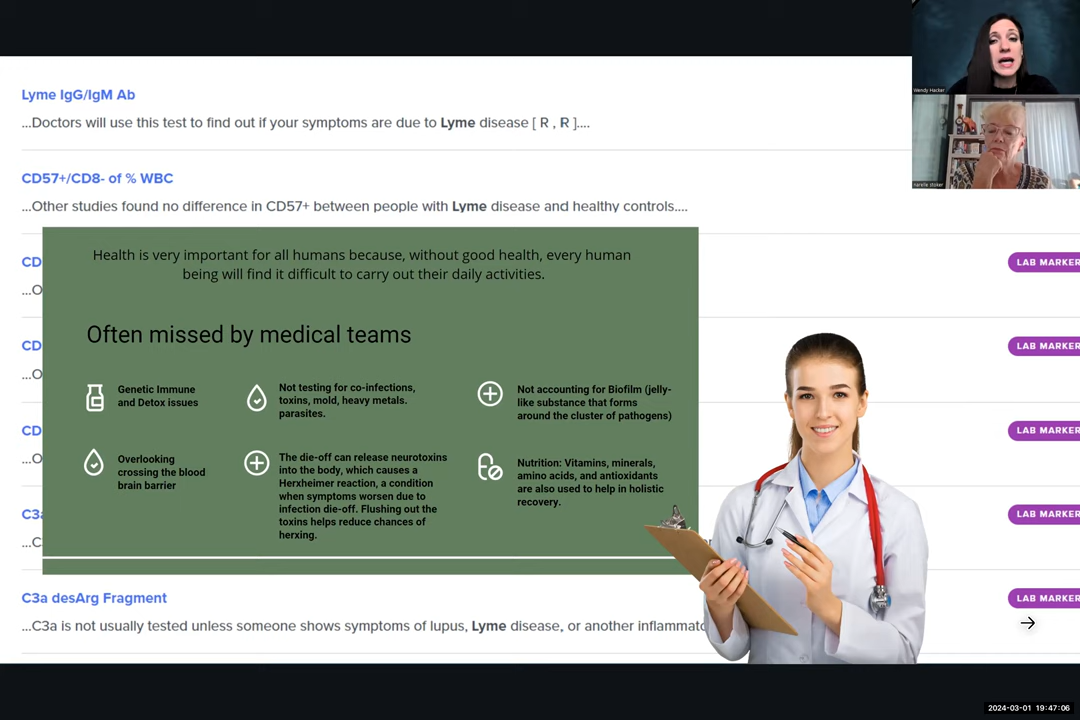 Lyme IgG/IgM Ab
...Doctors will use this test to find out if your symptoms are due to Lyme disease [ R , R ]....
CD57+/CD8- of % WBC
...Other studies found no difference in CD57+ between people with Lyme disease and healthy controls....
Wendy Hacker
narelle stoker
CD
LAB MARKER
...O
CD
LAB MARKER
...O
CD
LAB MARKER
...O
C3a
LAB MARKER
...C
Health is very important for all humans because, without good health, every human
being will find it difficult to carry out their daily activities.
Often missed by medical teams
Genetic Immune
and Detox issues
Not testing for co-infections,
toxins, mold, heavy metals.
parasites.
Not accounting for Biofilm (jelly-
like substance that forms
around the cluster of pathogens)
Overlooking
crossing the blood
brain barrier
The die-off can release neurotoxins
into the body, which causes a
Herxheimer reaction, a condition
when symptoms worsen due to
infection die-off. Flushing out the
toxins helps reduce chances of
herxing.
Nutrition: Vitamins, minerals,
amino acids, and antioxidants
are also used to help in holistic
recovery.
C3a desArg Fragment
LAB MARKER
...C3a is not usually tested unless someone shows symptoms of lupus, Lyme disease, or another inflammato
2024-03-01 19:47:06